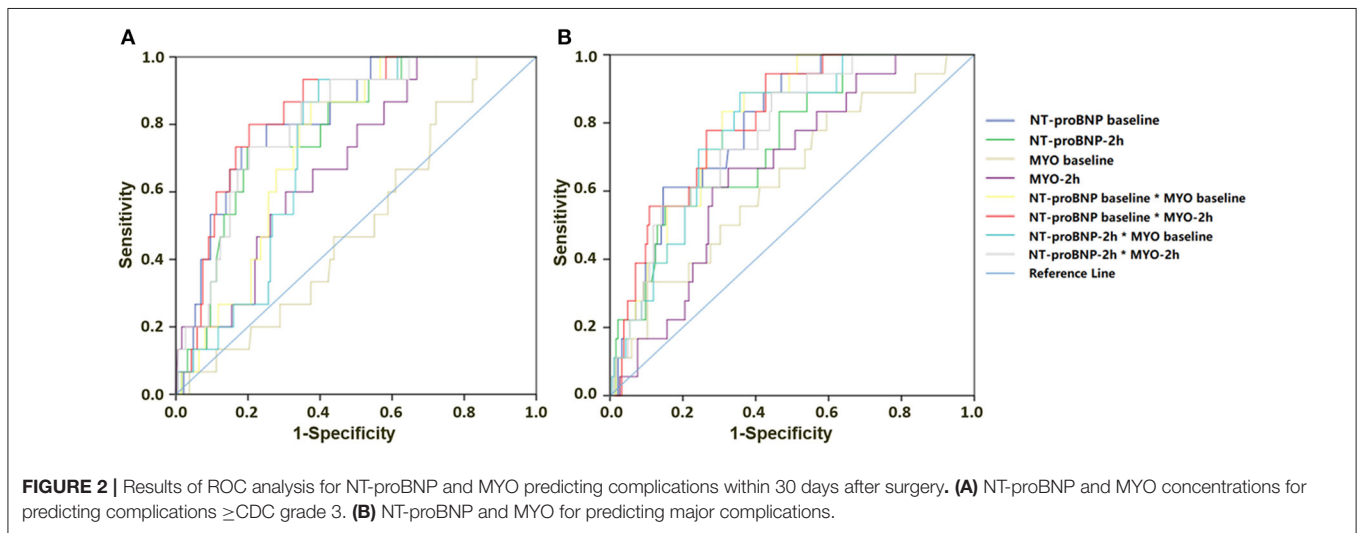 A
B
1.0
0.8
0.6
0.4
0.2
0.0
Sensitivity
0.0 0.2 0.4 0.6 0.8 1.0
1-Specificity
1.0
0.8
0.6
0.4
0.2
0.0
Sensitivity
0.0 0.2 0.4 0.6 0.8 1.0
1-Specificity
NT-proBNP baseline
NT-proBNP-2h
MYO baseline
MYO-2h
NT-proBNP baseline * MYO baseline
NT-proBNP baseline * MYO-2h
NT-proBNP-2h * MYO baseline
NT-proBNP-2h * MYO-2h
Reference Line
FIGURE 2 | Results of ROC analysis for NT-proBNP and MYO predicting complications within 30 days after surgery. (A) NT-proBNP and MYO concentrations for
predicting complications ≥CDC grade 3. (B) NT-proBNP and MYO for predicting major complications.